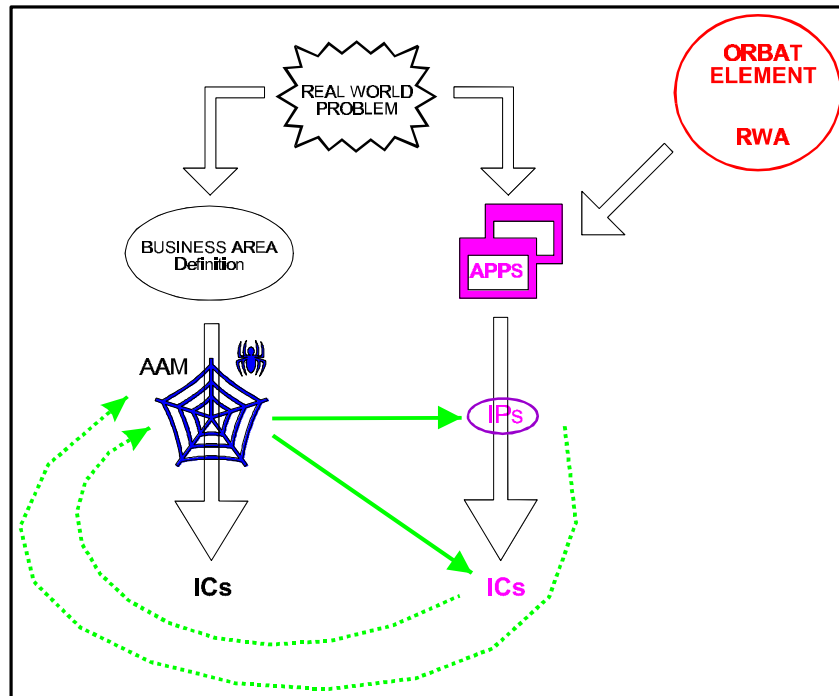 REAL WORLD
PROBLEM
ORBAT
ELEMENT
RWA
BUSINESS AREA
Definition
APPS
AAM
IPs
ICs
ICs